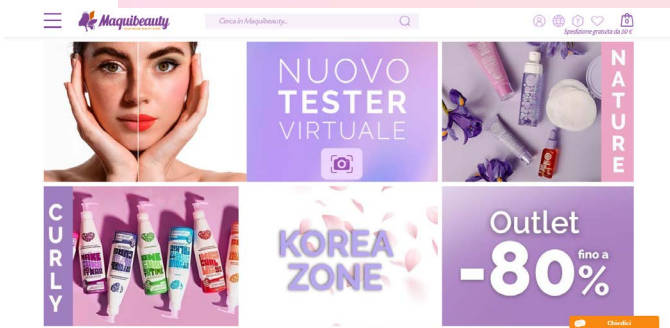 Maquibeauty
Cerca in Maquibeauty...
0
Spedizione gratuita da 50 €
NUOVO
TESTER
VIRTUALE
NATURE
CURLY
KOREA
ZONE
Outlet
fino a
-80%
Chiedici